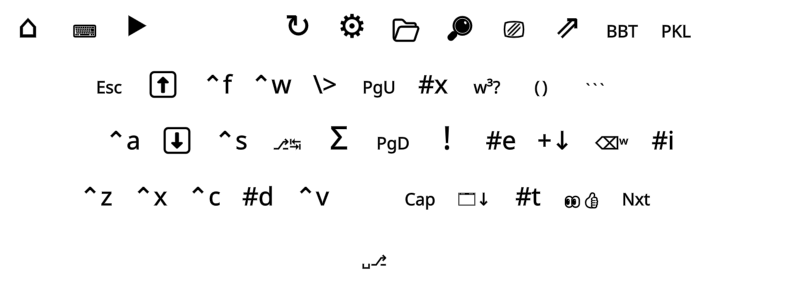 ⌂ ⌨ ▶ ↻ ⚙ 🗁 🔎 ⎚ ⇗ BBT PKL
Esc ⬆ ^f ^w \> PgU #x w³? () ```
^a ⬇ ^s ⎇↹ Σ PgD ! #e +↓ ⌫ʷ #i
^z ^x ^c #d ^v Cap 🗔↓ #t 👀👍 Nxt
␣⎇